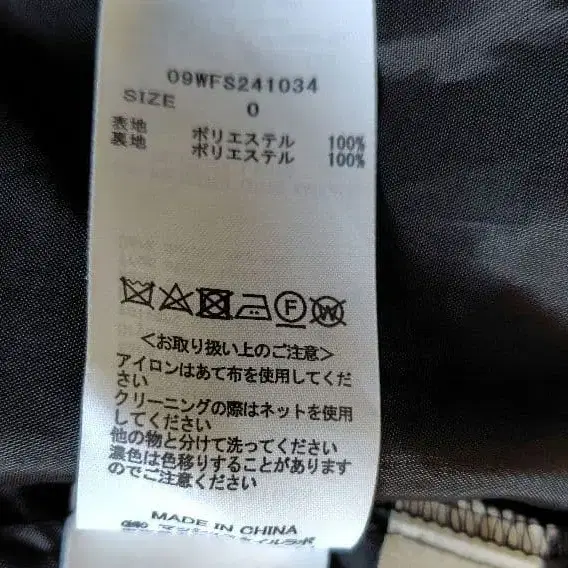 09WFS241034
SIZE 0
表地 ポリエステル 100%
裏地 ポリエステル 100%
F
W
<お取り扱い上のご注意>
アイロンはあて布を使用してくだ
さい
クリーニングの際はネットを使用
してください
他の物と分けて洗ってください
濃色は色移りすることがあります
のでご注意ください
MADE IN CHINA